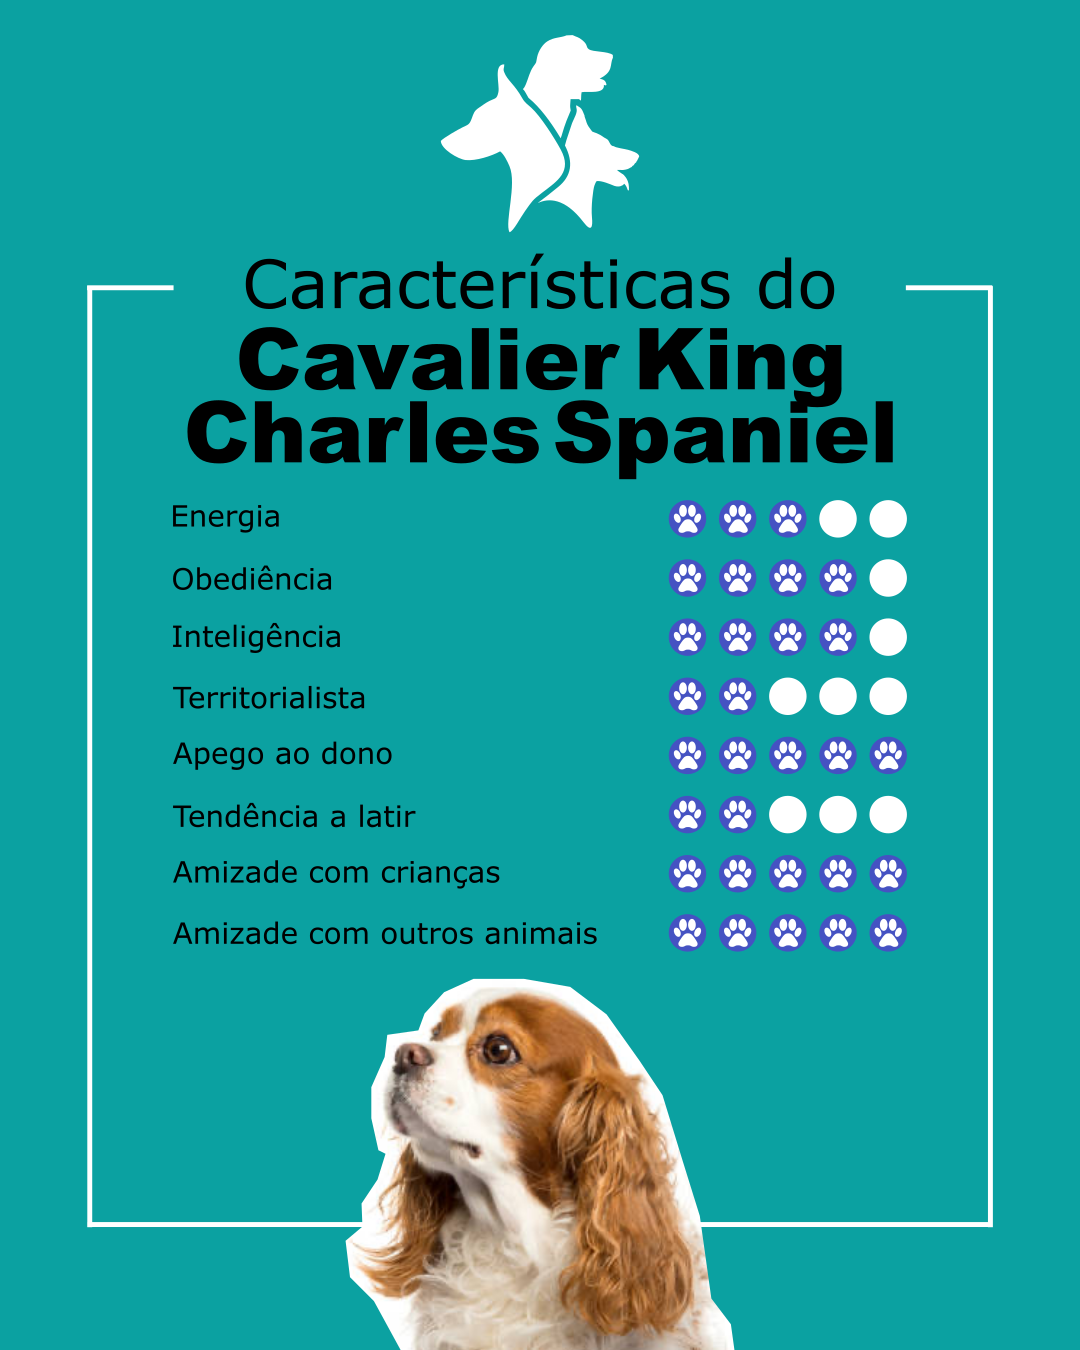 Características do
Cavalier King
Charles Spaniel
Energia
Obediência
Inteligência
Territorialista
Apego ao dono
Tendência a latir
Amizade com crianças
Amizade com outros animais